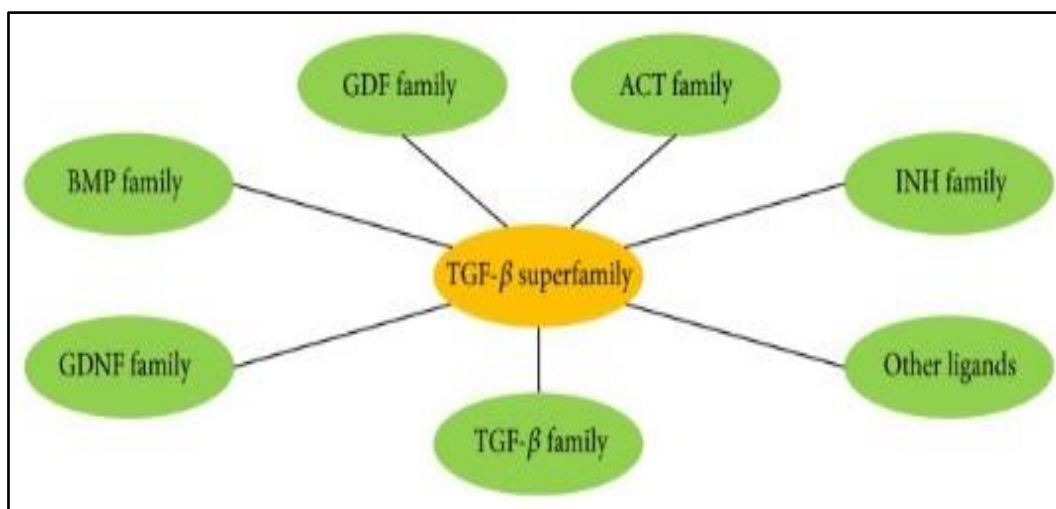 GDF family
ACT family
BMP family
INH family
TGF-β superfamily
GDNF family
Other ligands
TGF-β family